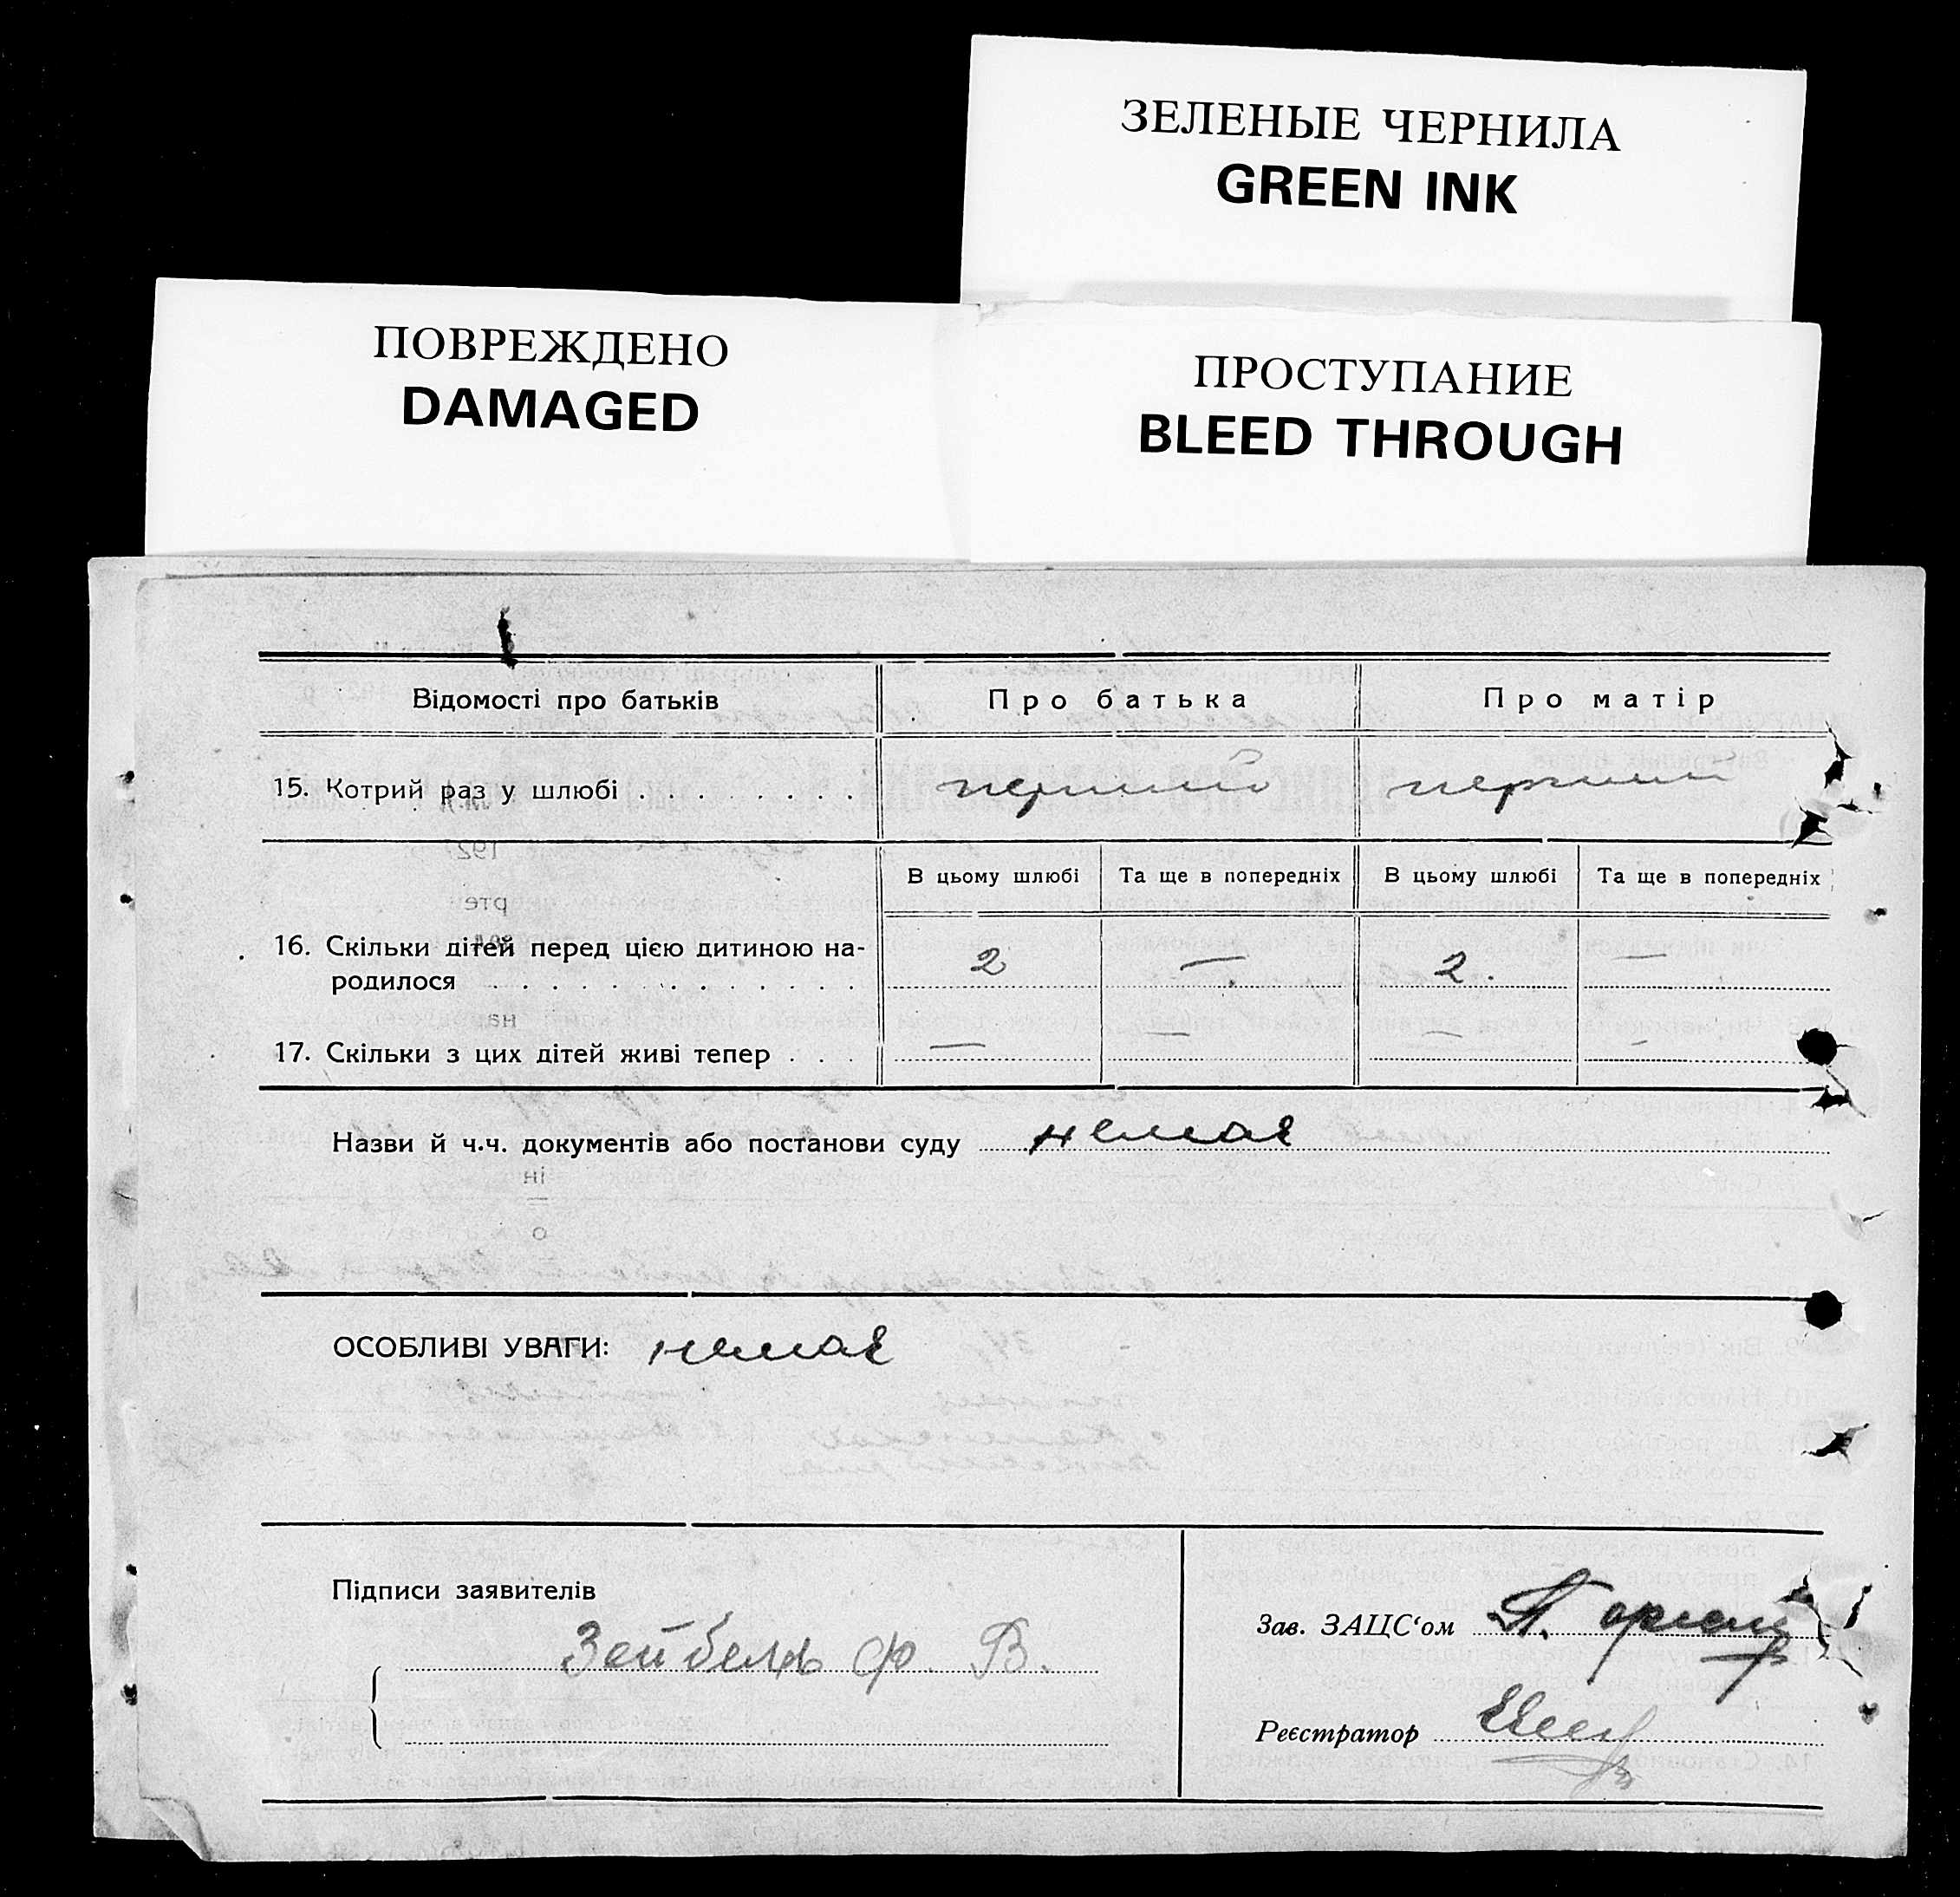 ЗЕЛЕНЫЕ ЧЕРНИЛА
GREEN INK
ПОВРЕЖДЕНО
DAMAGED
ПРОСТУПАНИЕ
BLEED THROUGH
Відомості про батьків Про батька Про матір
15. Котрий раз у шлюбі . . . . . . . . перший перший
В цьому шлюбі Та ще в попередніх В цьому шлюбі Та ще в попередніх
16. Скільки дітей перед цією дитиною на-
родилося . . . . . . . . . . . . . 2 — 2. —
17. Скільки з цих дітей живі тепер . . . — — — —
Назви й ч.ч. документів або постанови суду немає
ОСОБЛИВІ УВАГИ: немає
Підписи заявителів
Зейбель Ф. В.
Зав. ЗАЦС‘ом
Реєстратор